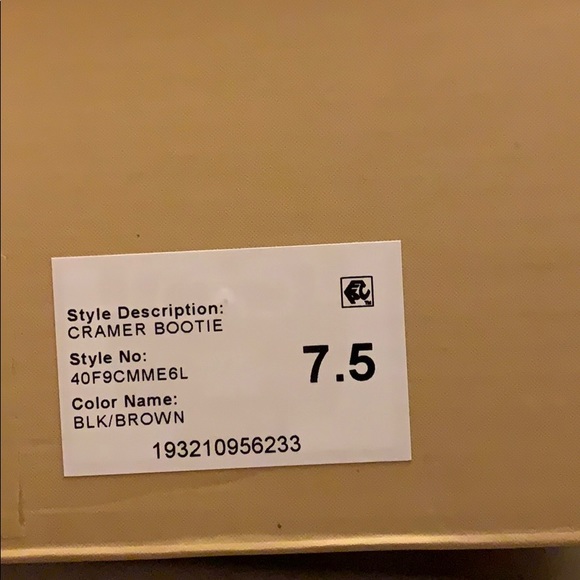 Style Description:
CRAMER BOOTIE
Style No:
40F9CMME6L
Color Name:
BLK/BROWN
7.5
193210956233